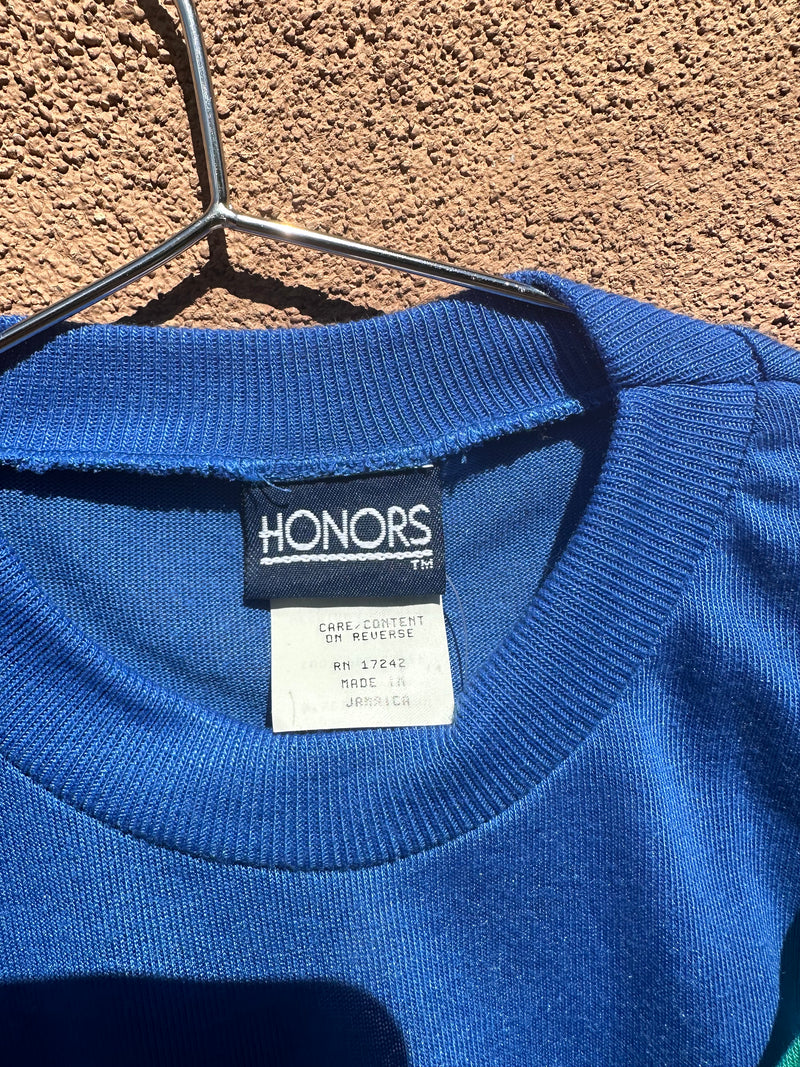 HONORS
TM
CARE/CONTENT
ON REVERSE
RN 17242
MADE IN
JAMAICA